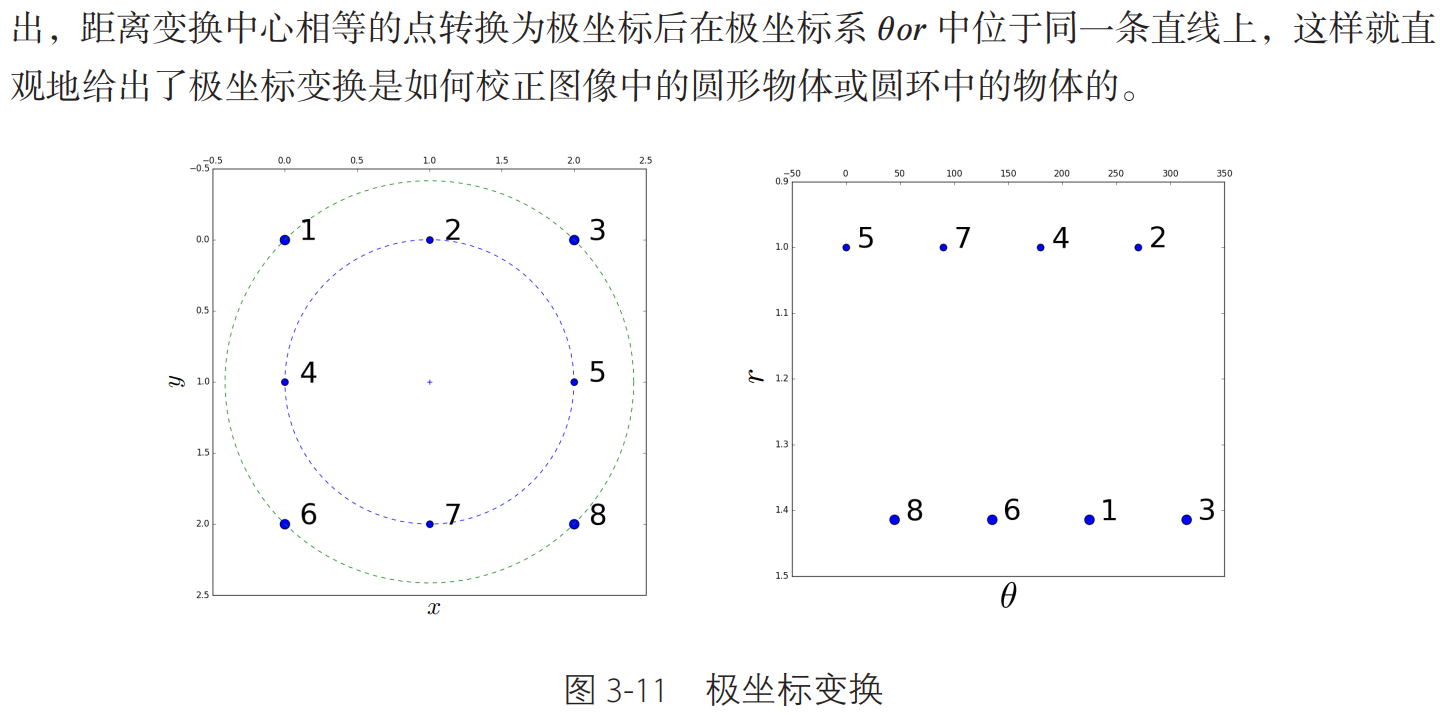 出，距离变换中心相等的点转换为极坐标后在极坐标系 θor 中位于同一条直线上，这样就直
观地给出了极坐标变换是如何校正图像中的圆形物体或圆环中的物体的。
−0.5 0.0 0.5 1.0 1.5 2.0 2.5
−0.5
1 2 3
0.0
0.5
4 5
1.0
y
1.5
6 7 8
2.0
2.5
x
−50 0 50 100 150 200 250 300 350
0.9
5 7 4 2
1.0
1.1
1.2
r
1.3
1.4
8 6 1 3
1.5
θ
图 3-11 极坐标变换